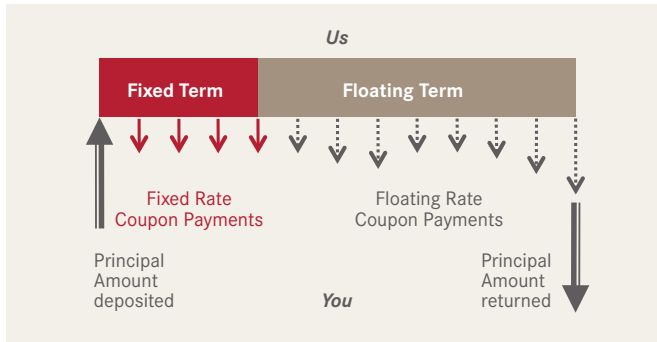 Us
Fixed Term
Floating Term
Fixed Rate
Coupon Payments
Floating Rate
Coupon Payments
Principal
Amount
deposited
You
Principal
Amount
returned